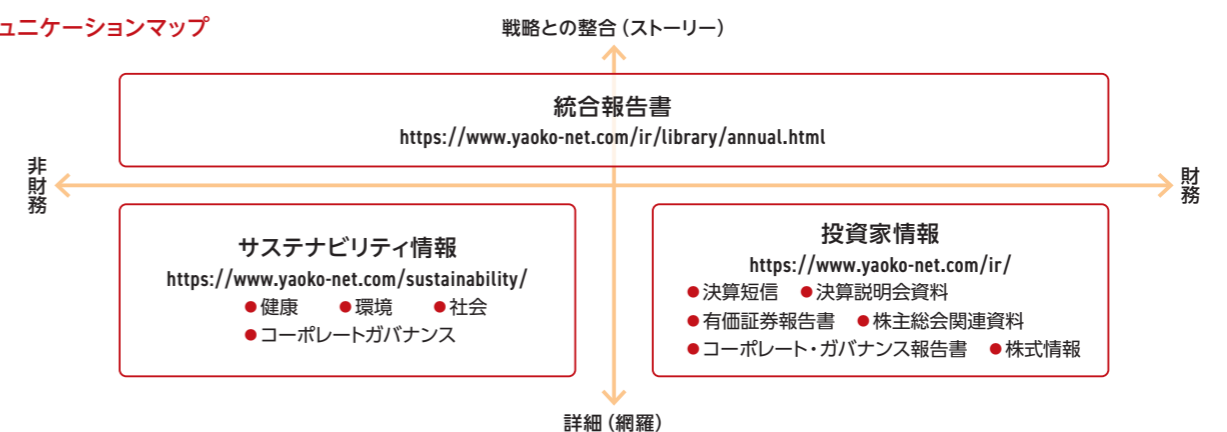 ュニケーションマップ
戦略との整合（ストーリー）
統合報告書
https://www.yaoko-net.com/ir/library/annual.html
非財務
財務
サステナビリティ情報
https://www.yaoko-net.com/sustainability/
●健康 ●環境 ●社会
●コーポレートガバナンス
投資家情報
https://www.yaoko-net.com/ir/
●決算短信 ●決算説明会資料
●有価証券報告書 ●株主総会関連資料
●コーポレート・ガバナンス報告書 ●株式情報
詳細（網羅）